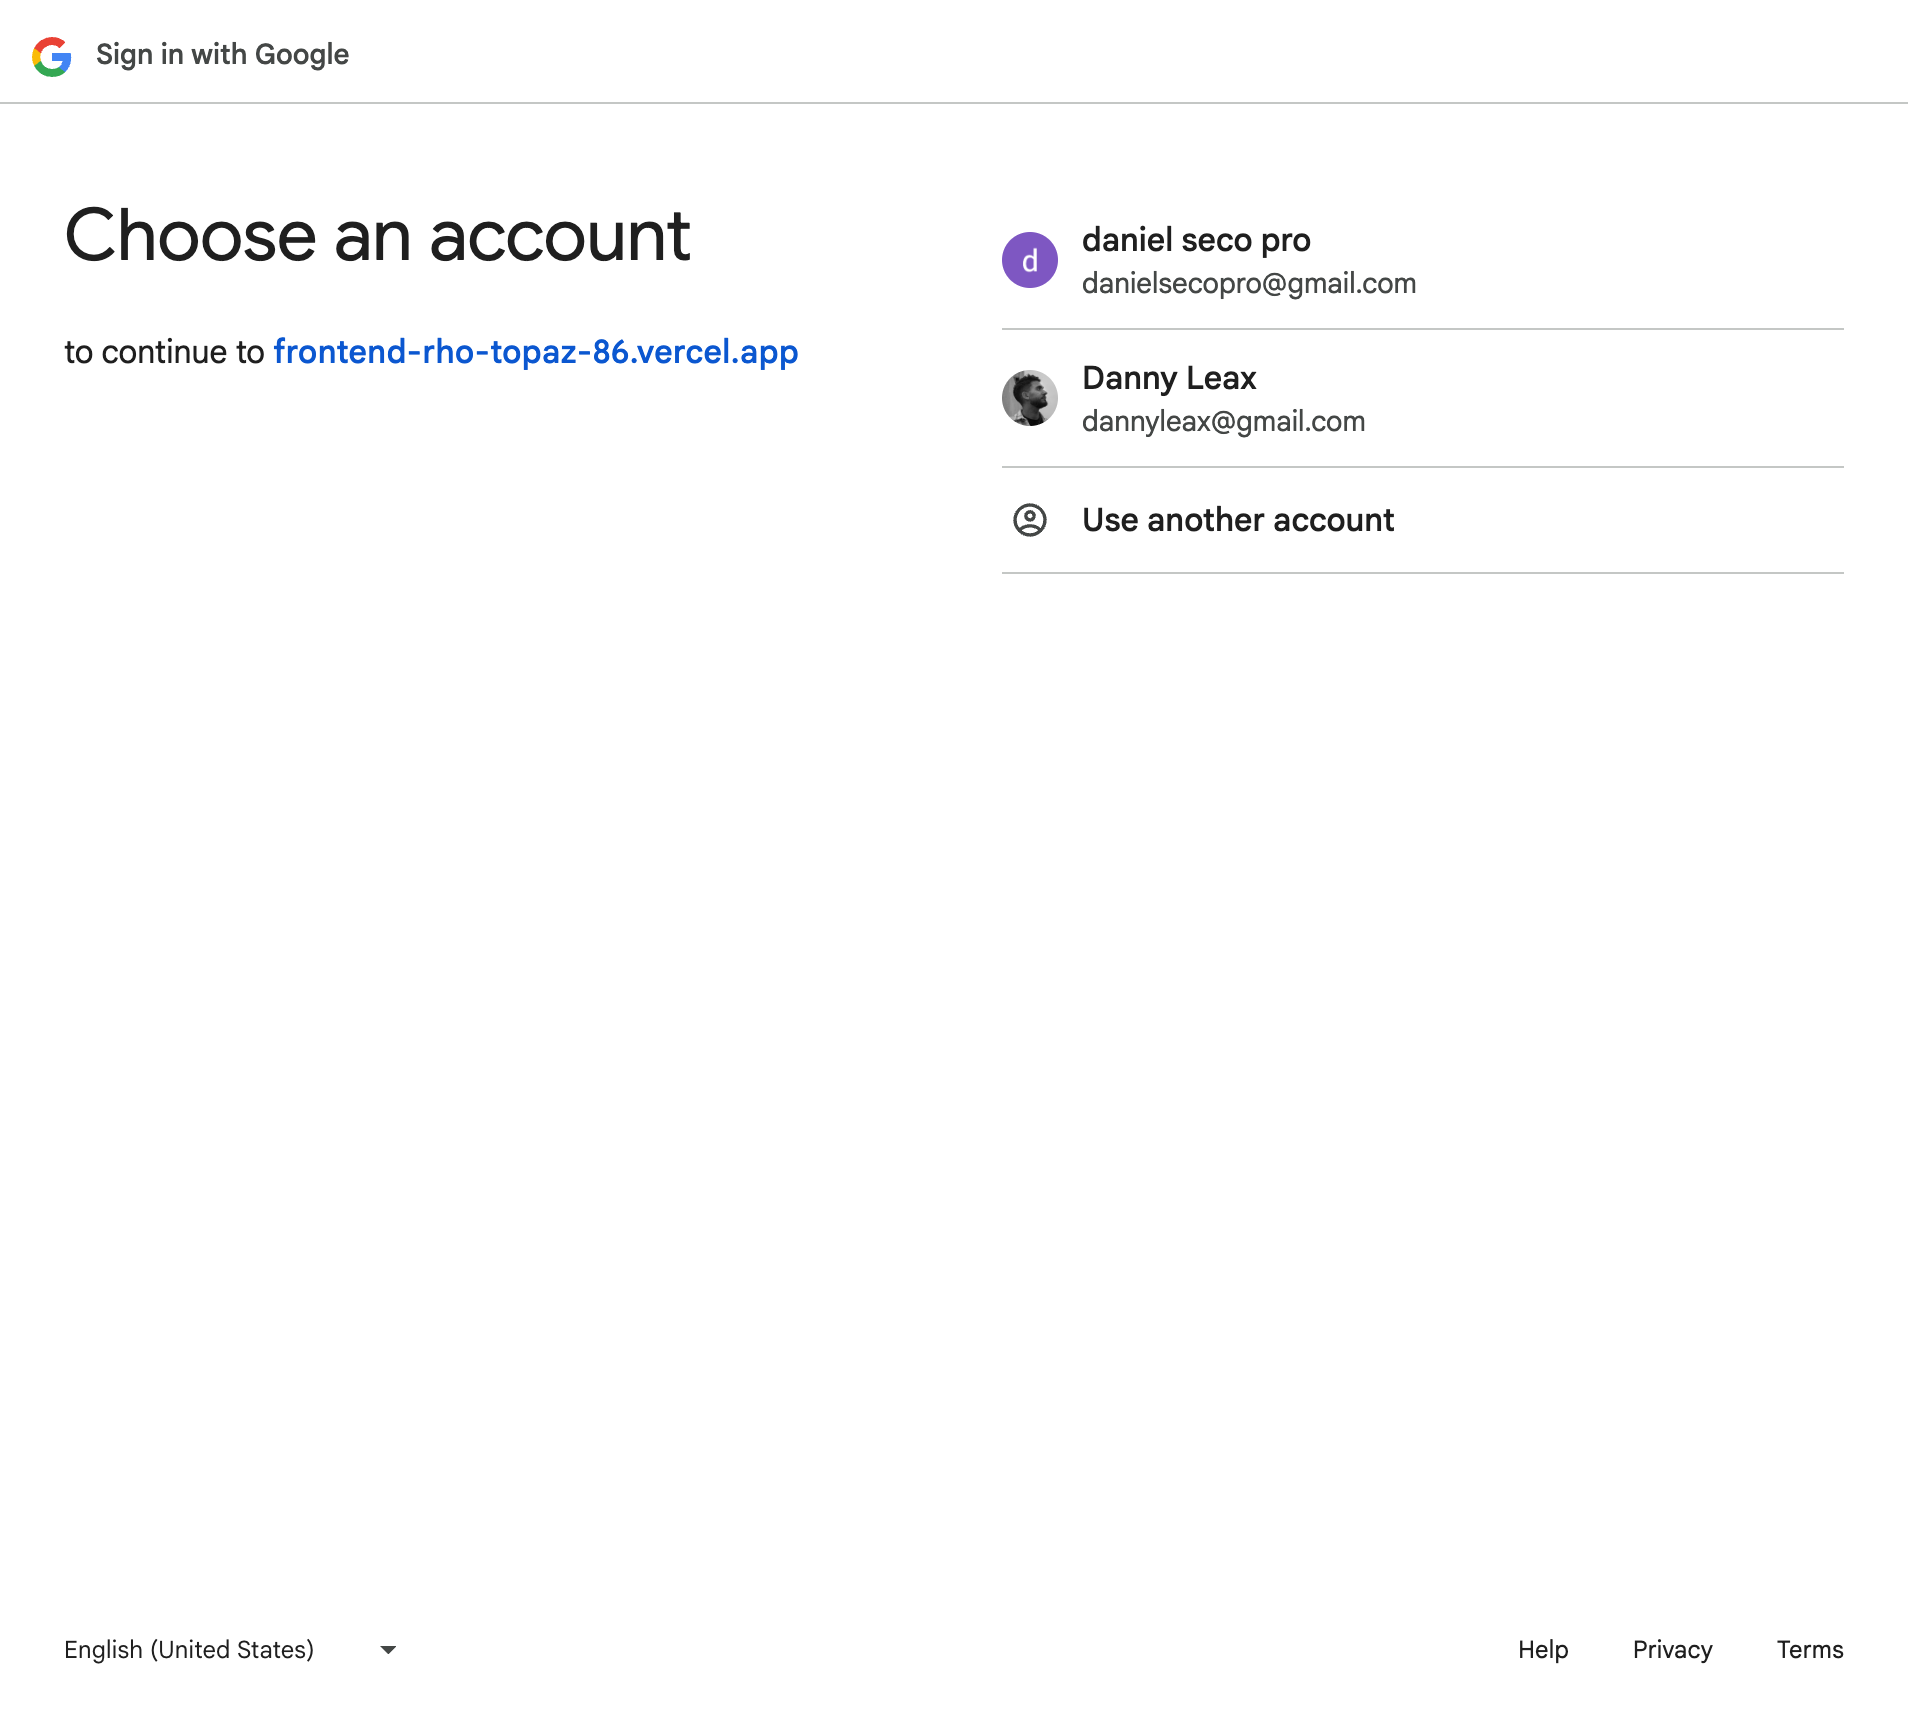 Sign in with Google
Choose an account
to continue to frontend-rho-topaz-86.vercel.app
d
daniel seco pro
danielsecopro@gmail.com
Danny Leax
dannyleax@gmail.com
Use another account
English (United States)
Help
Privacy
Terms